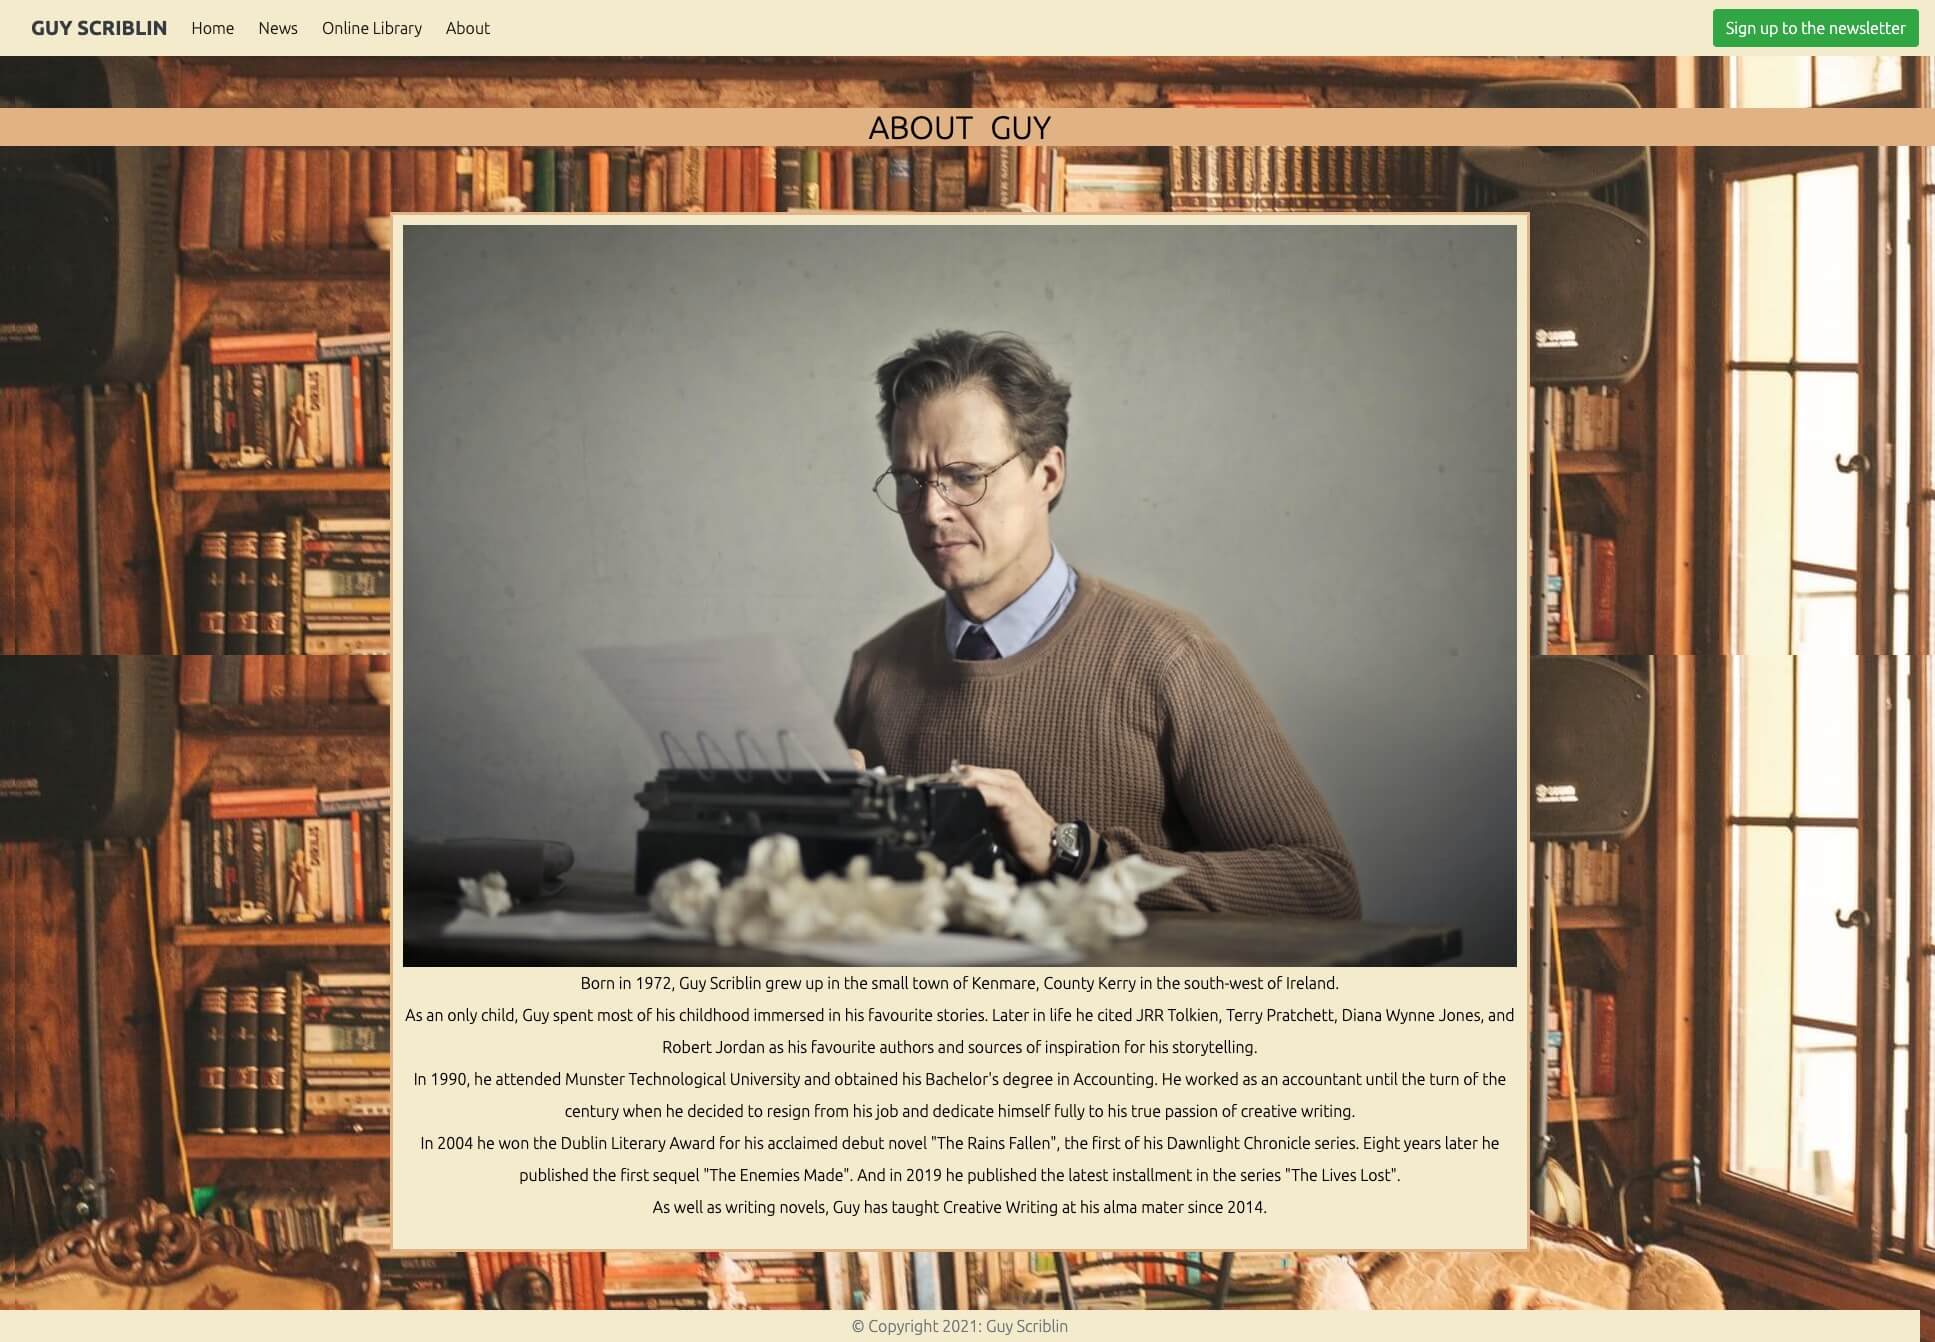 GUY SCRIBLIN Home News Online Library About Sign up to the newsletter
ABOUT GUY
Born in 1972, Guy Scriblin grew up in the small town of Kenmare, County Kerry in the south-west of Ireland.
As an only child, Guy spent most of his childhood immersed in his favourite stories. Later in life he cited JRR Tolkien, Terry Pratchett, Diana Wynne Jones, and
Robert Jordan as his favourite authors and sources of inspiration for his storytelling.
In 1990, he attended Munster Technological University and obtained his Bachelor's degree in Accounting. He worked as an accountant until the turn of the
century when he decided to resign from his job and dedicate himself fully to his true passion of creative writing.
In 2004 he won the Dublin Literary Award for his acclaimed debut novel "The Rains Fallen", the first of his Dawnlight Chronicle series. Eight years later he
published the first sequel "The Enemies Made". And in 2019 he published the latest installment in the series "The Lives Lost".
As well as writing novels, Guy has taught Creative Writing at his alma mater since 2014.
© Copyright 2021: Guy Scriblin